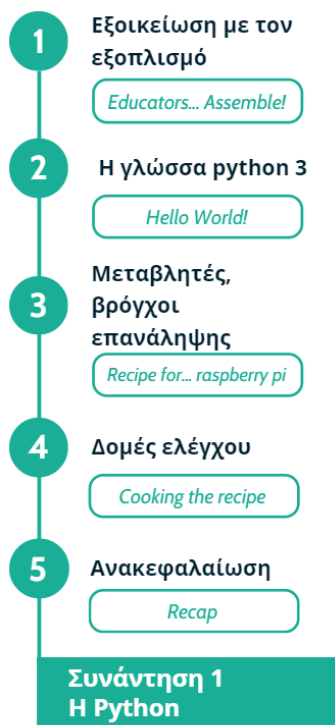 1
Εξοικείωση με τον
εξοπλισμό
Educators... Assemble!
2
Η γλώσσα python 3
Hello World!
3
Μεταβλητές,
βρόγχοι
επανάληψης
Recipe for... raspberry pi
4
Δομές ελέγχου
Cooking the recipe
5
Ανακεφαλαίωση
Recap
Συνάντηση 1
Η Python